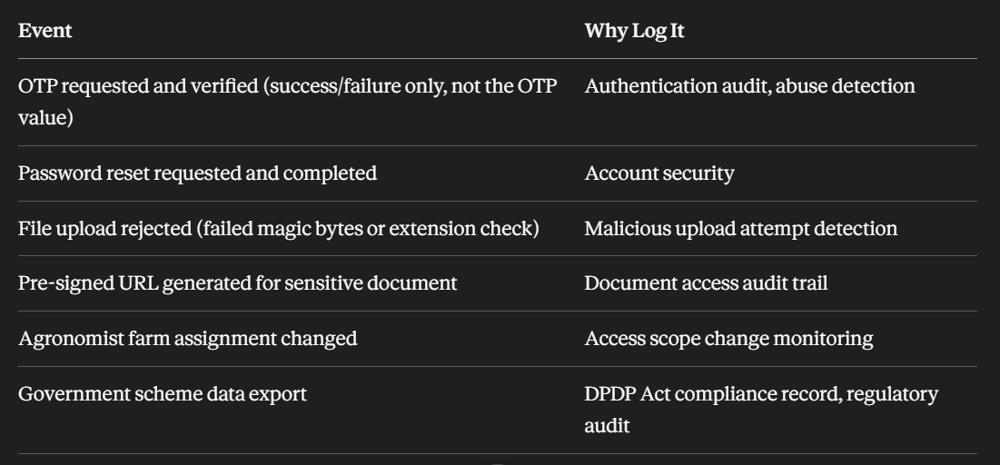 Event Why Log It
OTP requested and verified (success/failure only, not the OTP Authentication audit, abuse detection
value)
Password reset requested and completed Account security
File upload rejected (failed magic bytes or extension check) Malicious upload attempt detection
Pre-signed URL generated for sensitive document Document access audit trail
Agronomist farm assignment changed Access scope change monitoring
Government scheme data export DPDP Act compliance record, regulatory
audit